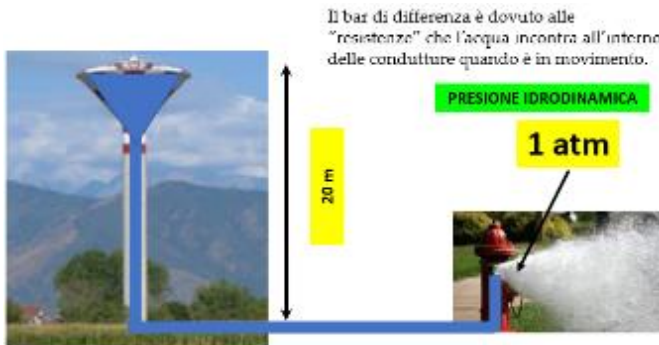 Il bar di differenza è dovuto alle
"resistenze" che l'acqua incontra all'interno
delle condutture quando è in movimento.
PRESIONE IDRODINAMICA
1 atm
20 m